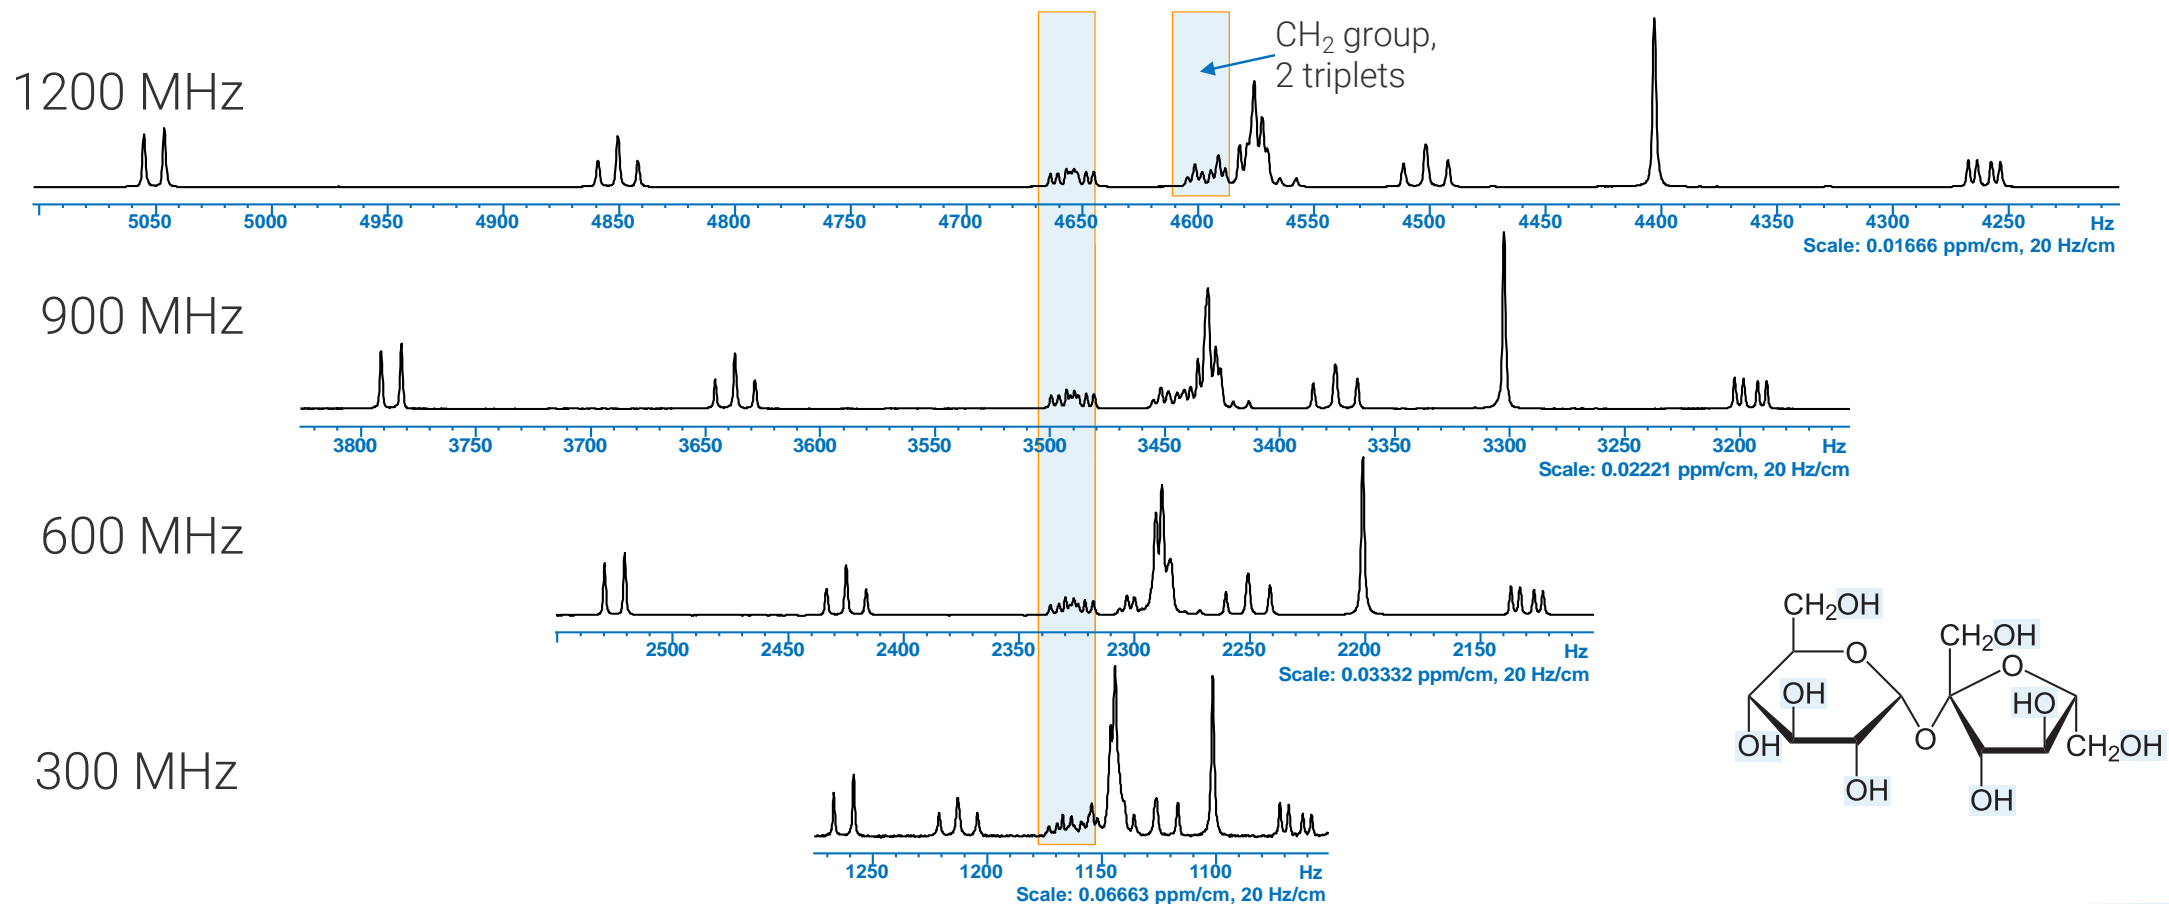 CH₂ group,
2 triplets
1200 MHz
5050 5000 4950 4900 4850 4800 4750 4700 4650 4600 4550 4500 4450 4400 4350 4300 4250 Hz
Scale: 0.01666 ppm/cm, 20 Hz/cm
900 MHz
3800 3750 3700 3650 3600 3550 3500 3450 3400 3350 3300 3250 3200 Hz
Scale: 0.02221 ppm/cm, 20 Hz/cm
600 MHz
2500 2450 2400 2350 2300 2250 2200 2150 Hz
Scale: 0.03332 ppm/cm, 20 Hz/cm
300 MHz
1250 1200 1150 1100 Hz
Scale: 0.06663 ppm/cm, 20 Hz/cm
CH₂OH
CH₂OH
O
O
OH
HO
OH
O
CH₂OH
OH
OH